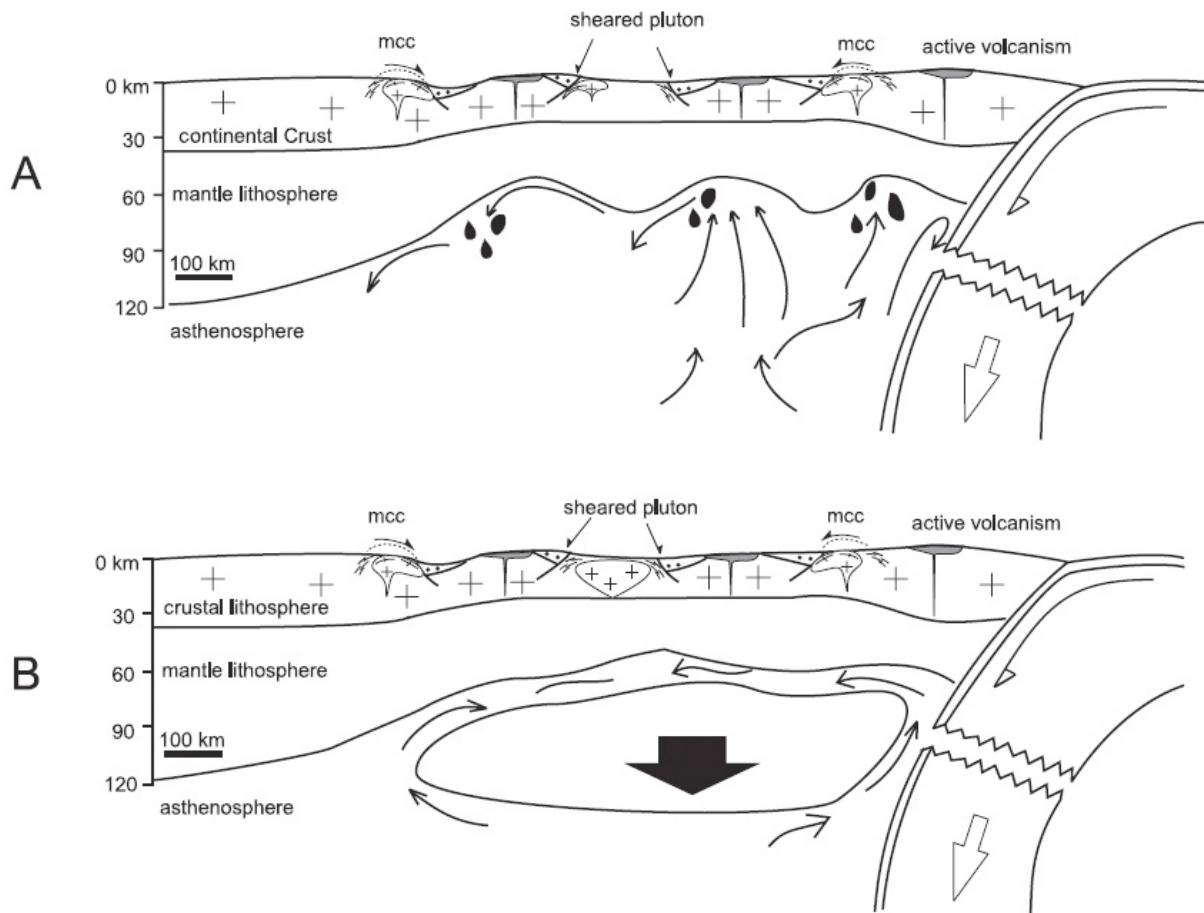 sheared pluton
mcc
mcc
active volcanism
0 km
continental Crust
30
A
mantle lithosphere
60
90
100 km
120
asthenosphere
sheared pluton
mcc
mcc
active volcanism
0 km
crustal lithosphere
30
mantle lithosphere
B
60
90
100 km
120
asthenosphere